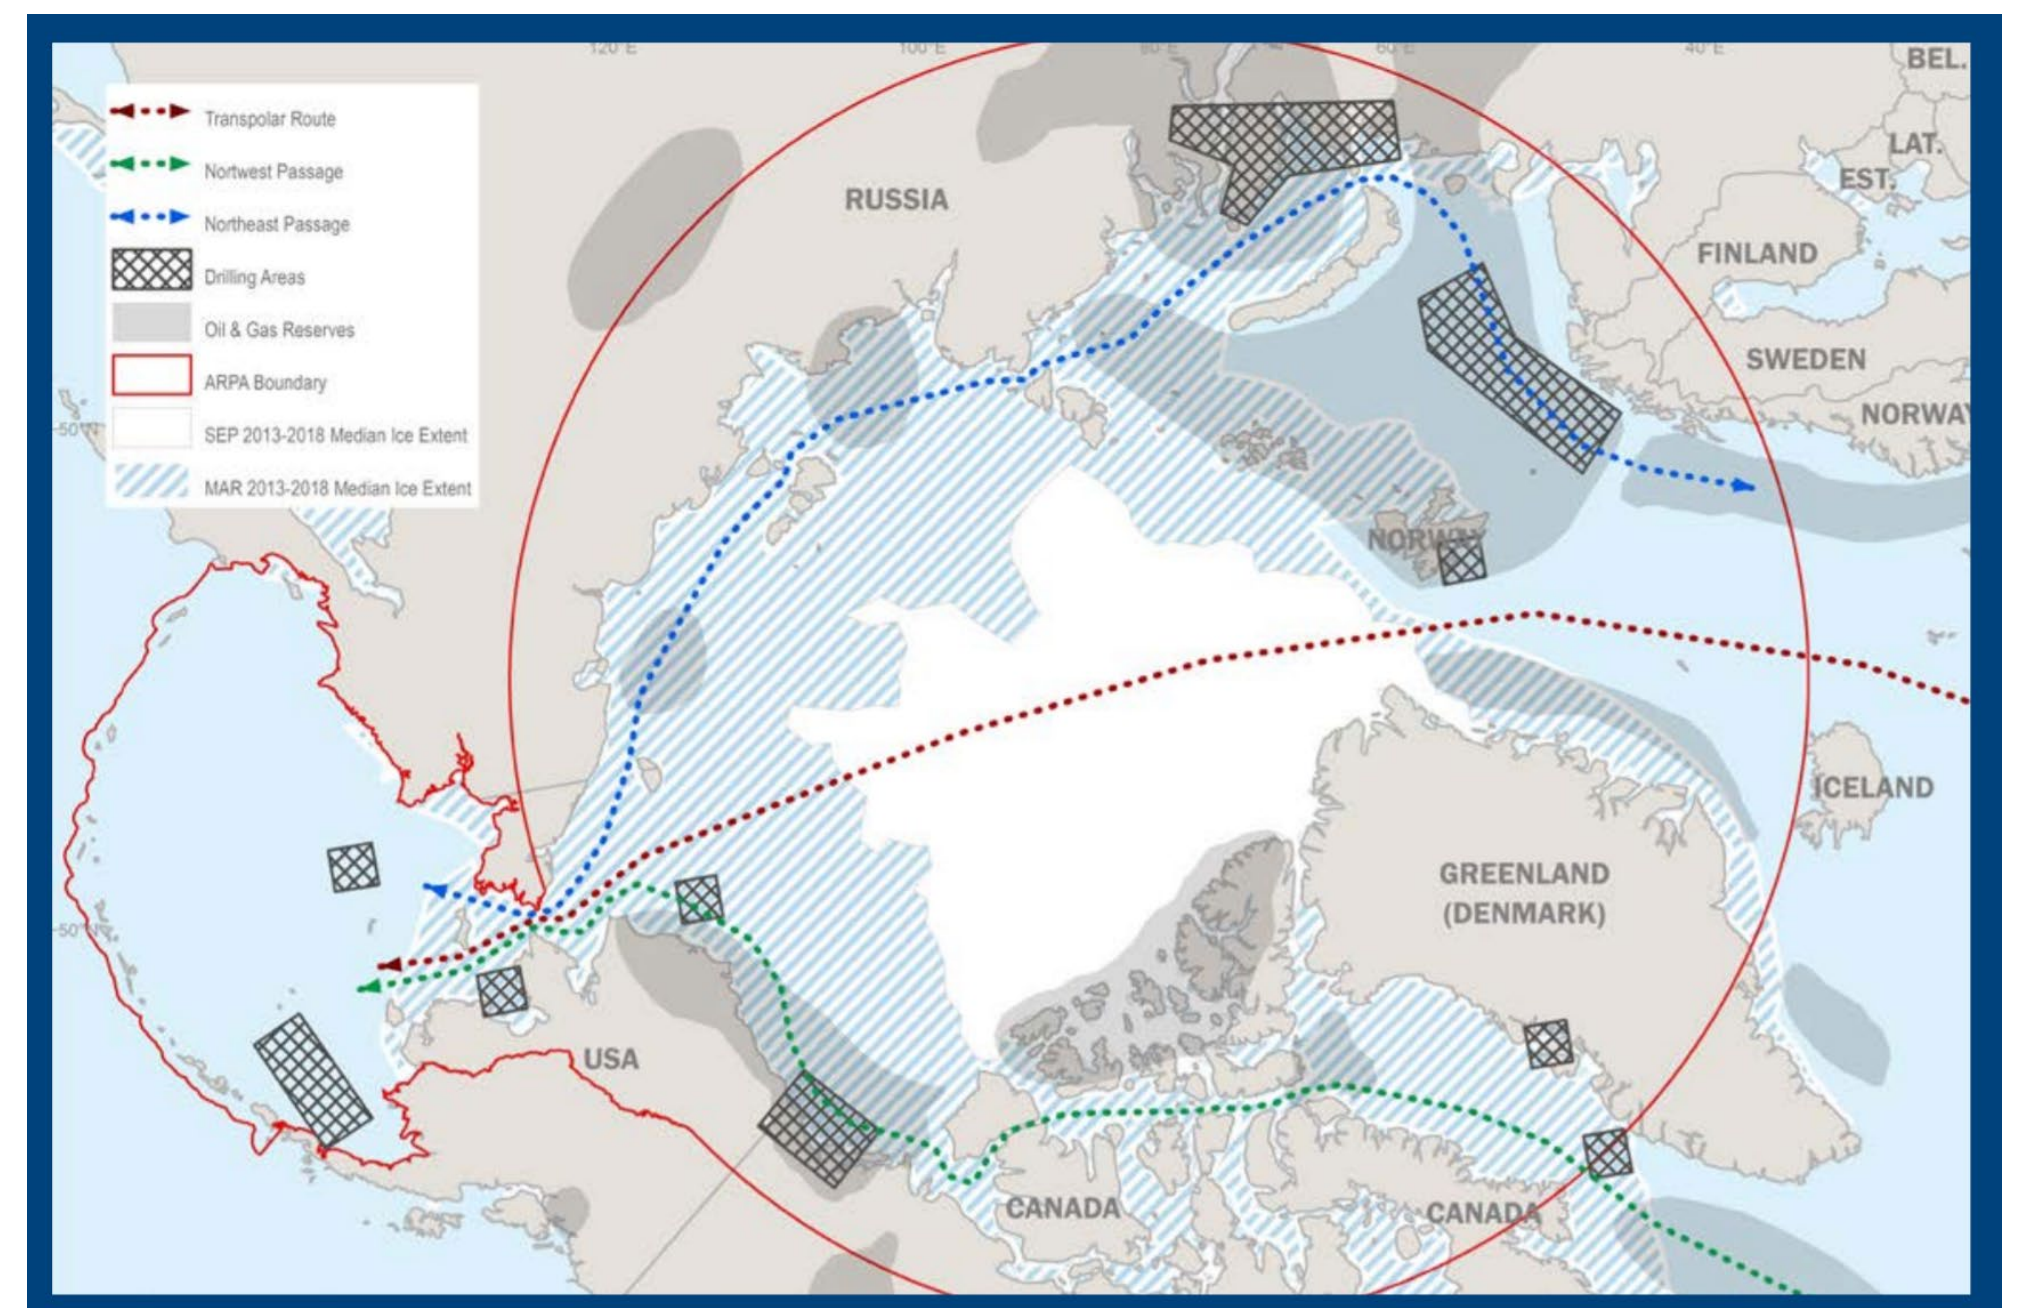 120°E
100°E
80°E
60°E
40°E
BEL.
Transpolar Route
Nortwest Passage
Northeast Passage
Drilling Areas
Oil & Gas Reserves
ARPA Boundary
SEP 2013-2018 Median Ice Extent
MAR 2013-2018 Median Ice Extent
LAT.
EST.
RUSSIA
FINLAND
SWEDEN
NORWAY
50°N
NORWAY
ICELAND
GREENLAND
(DENMARK)
50°N
USA
CANADA
CANADA